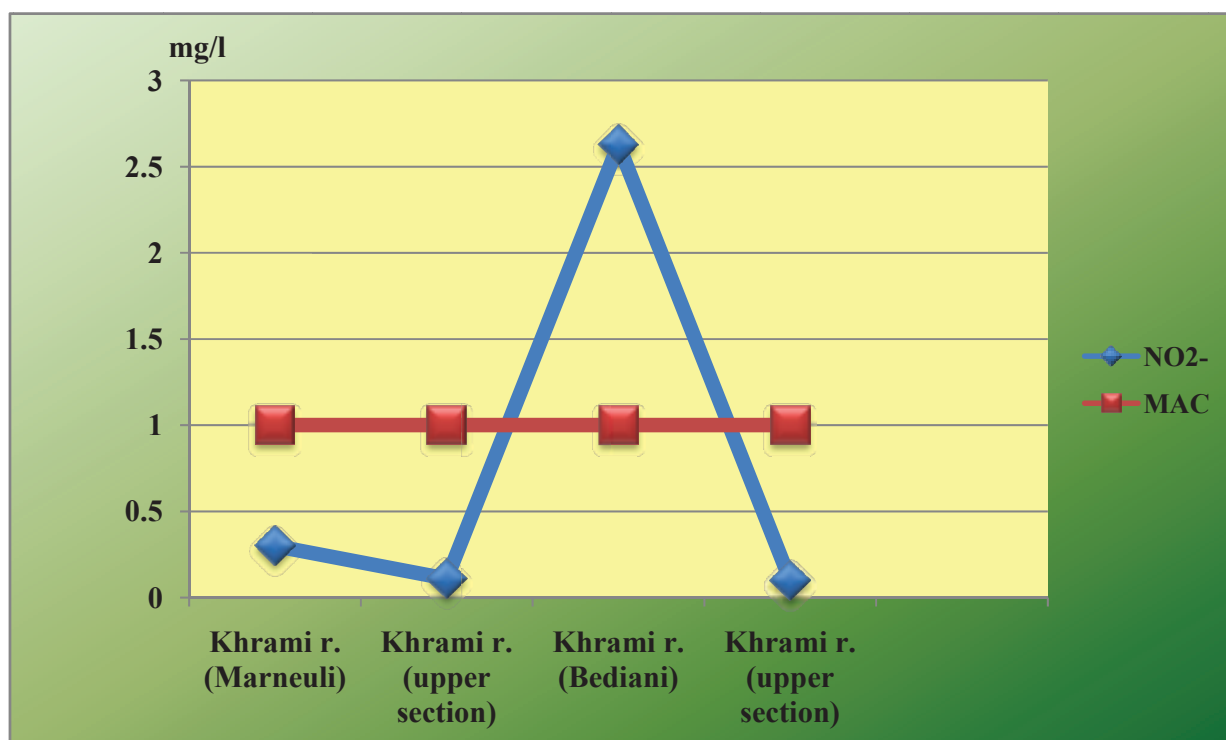 mg/l
3
2.5
2
1.5
1
0.5
0
Khrami r.
(Marneuli)
Khrami r.
(upper
section)
Khrami r.
(Bediani)
Khrami r.
(upper
section)
NO2-
MAC